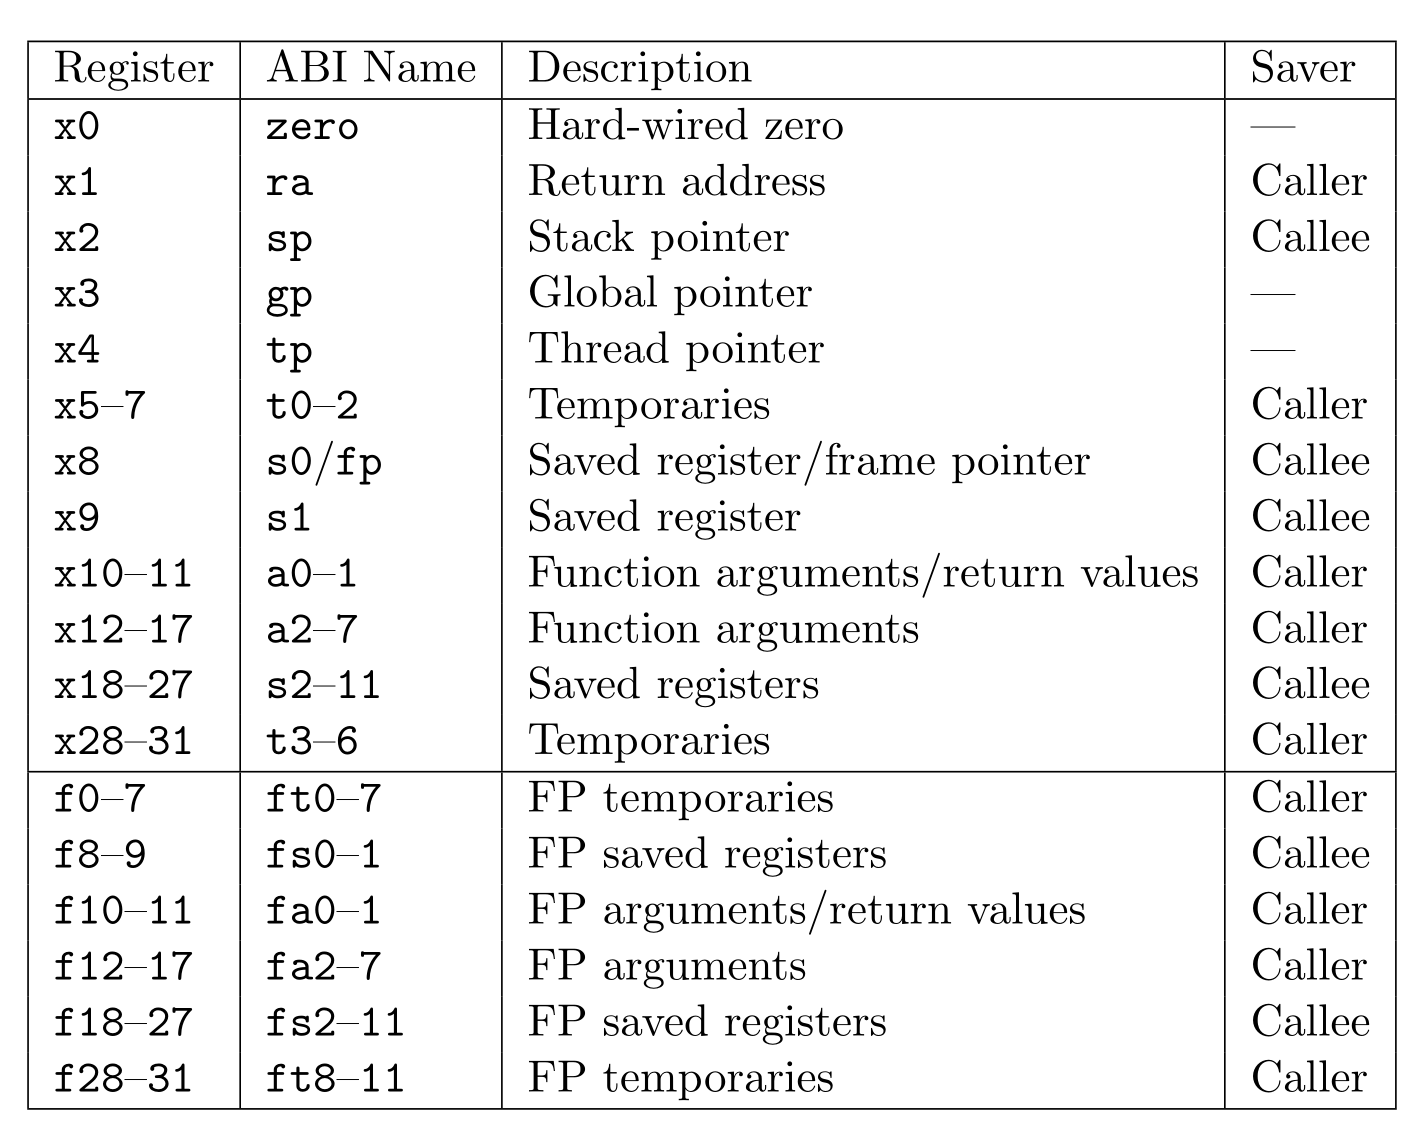 Register ABI Name Description Saver
x0 zero Hard-wired zero —
x1 ra Return address Caller
x2 sp Stack pointer Callee
x3 gp Global pointer —
x4 tp Thread pointer —
x5–7 t0–2 Temporaries Caller
x8 s0/fp Saved register/frame pointer Callee
x9 s1 Saved register Callee
x10–11 a0–1 Function arguments/return values Caller
x12–17 a2–7 Function arguments Caller
x18–27 s2–11 Saved registers Callee
x28–31 t3–6 Temporaries Caller
f0–7 ft0–7 FP temporaries Caller
f8–9 fs0–1 FP saved registers Callee
f10–11 fa0–1 FP arguments/return values Caller
f12–17 fa2–7 FP arguments Caller
f18–27 fs2–11 FP saved registers Callee
f28–31 ft8–11 FP temporaries Caller